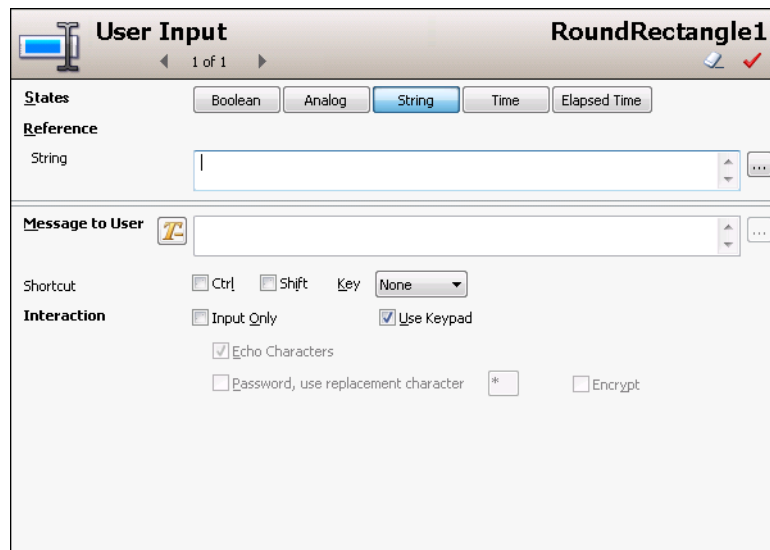 User Input RoundRectangle1
1 of 1
States Boolean Analog String Time Elapsed Time
Reference
String ...
Message to User T ...
Shortcut Ctrl Shift Key None
Interaction Input Only Use Keypad
Echo Characters
Password, use replacement character * Encrypt